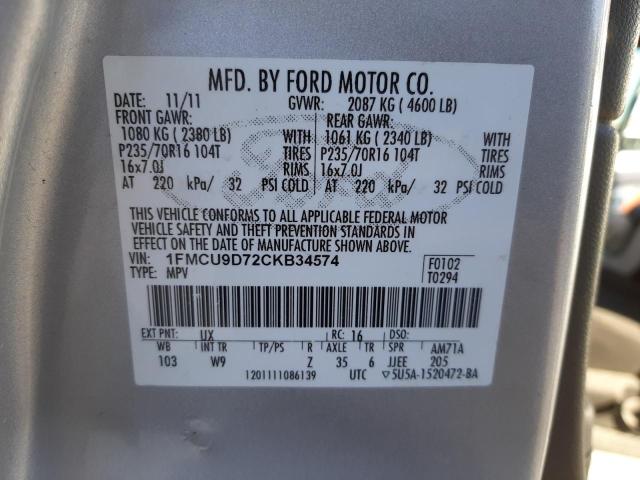 MFD. BY FORD MOTOR CO.
DATE: 11/11 GVWR: 2087 KG ( 4600 LB)
FRONT GAWR: REAR GAWR:
1080 KG ( 2380 LB) WITH 1061 KG ( 2340 LB) WITH
P235/70R16 104T TIRES P235/70R16 104T TIRES
16x7.0J RIMS 16x7.0J RIMS
AT 220 kPa/ 32 PSI COLD AT 220 kPa/ 32 PSI COLD
THIS VEHICLE CONFORMS TO ALL APPLICABLE FEDERAL MOTOR
VEHICLE SAFETY AND THEFT PREVENTION STANDARDS IN
EFFECT ON THE DATE OF MANUFACTURE SHOWN ABOVE.
VIN: 1FMCU9D72CKB34574 F0102
TYPE: MPV T0294
EXT PNT: UX RC: 16 DSO:
WB INT TR TP/PS R AXLE TR SPR AM71A
103 W9 Z 35 6 JJEE 205
1201111086139 UTC ▽5U5A-1520472-BA